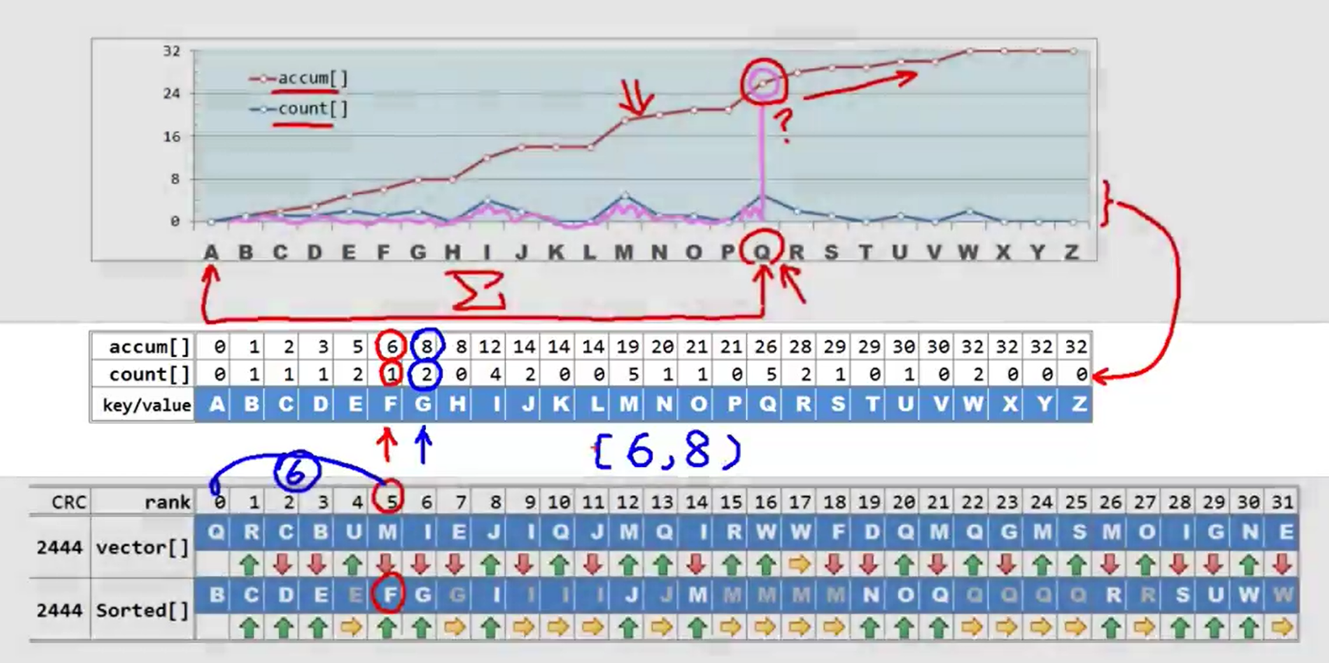 32
accum[]
24
count[]
?
16
8
0
A B C D E F G H I J K L M N O P Q R S T U V W X Y Z
Σ
accum[] 0 1 2 3 5 6 8 8 12 14 14 14 19 20 21 21 26 28 29 29 30 30 32 32 32 32
count[] 0 1 1 1 2 1 2 0 4 2 0 0 5 1 1 0 5 2 1 0 1 0 2 0 0 0
key/value A B C D E F G H I J K L M N O P Q R S T U V W X Y Z
[6,8)
6
CRC rank 0 1 2 3 4 5 6 7 8 9 10 11 12 13 14 15 16 17 18 19 20 21 22 23 24 25 26 27 28 29 30 31
2444 vector[] Q R C B U M I E J I Q J M Q I R W W F D Q M Q G M S M O I G N E
2444 Sorted[] B C D E E F G G I I I I J J M M M M M N O Q Q Q Q Q R R S U W W